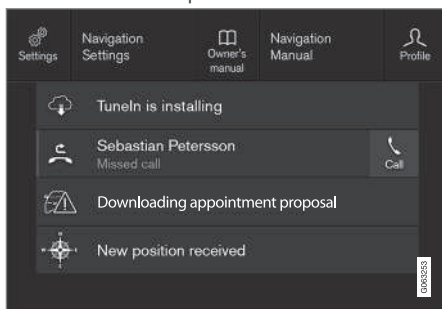 Settings
Navigation
Settings
Owner's
manual
Navigation
Manual
Profile
TuneIn is installing
Sebastian Petersson
Missed call
Call
Downloading appointment proposal
New position received
G063253